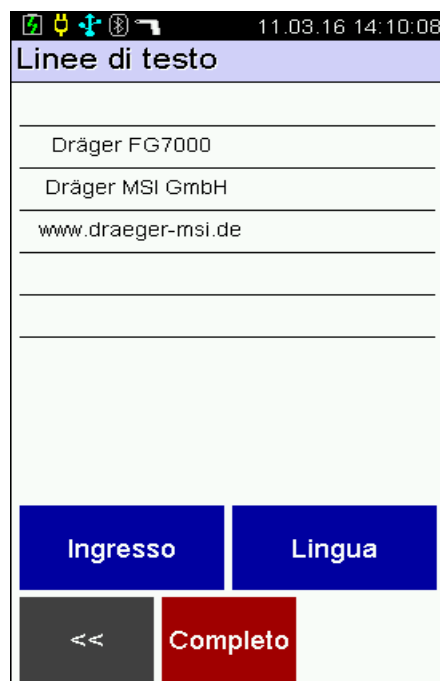 11.03.16 14:10:08
Linee di testo
Dräger FG7000
Dräger MSI GmbH
www.draeger-msi.de
Ingresso Lingua
<< Completo